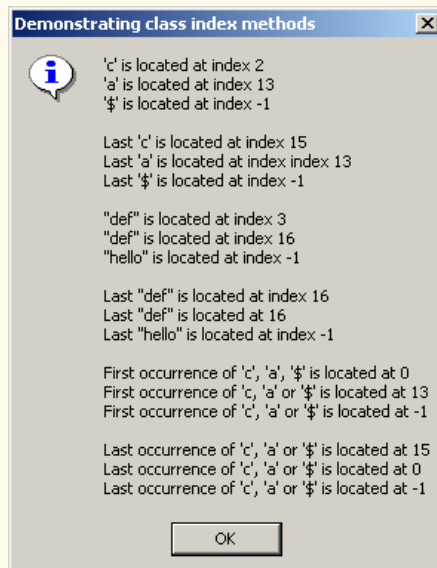 Demonstrating class index methods
'c' is located at index 2
'a' is located at index 13
'$' is located at index -1
Last 'c' is located at index 15
Last 'a' is located at index index 13
Last '$' is located at index -1
"def" is located at index 3
"def" is located at index 16
"hello" is located at index -1
Last "def" is located at index 16
Last "def" is located at 16
Last "hello" is located at index -1
First occurrence of 'c', 'a', '$' is located at 0
First occurrence of 'c, 'a' or '$' is located at 13
First occurrence of 'c', 'a' or '$' is located at -1
Last occurrence of 'c', 'a' or '$' is located at 15
Last occurrence of 'c', 'a' or '$' is located at 0
Last occurrence of 'c', 'a' or '$' is located at -1
OK